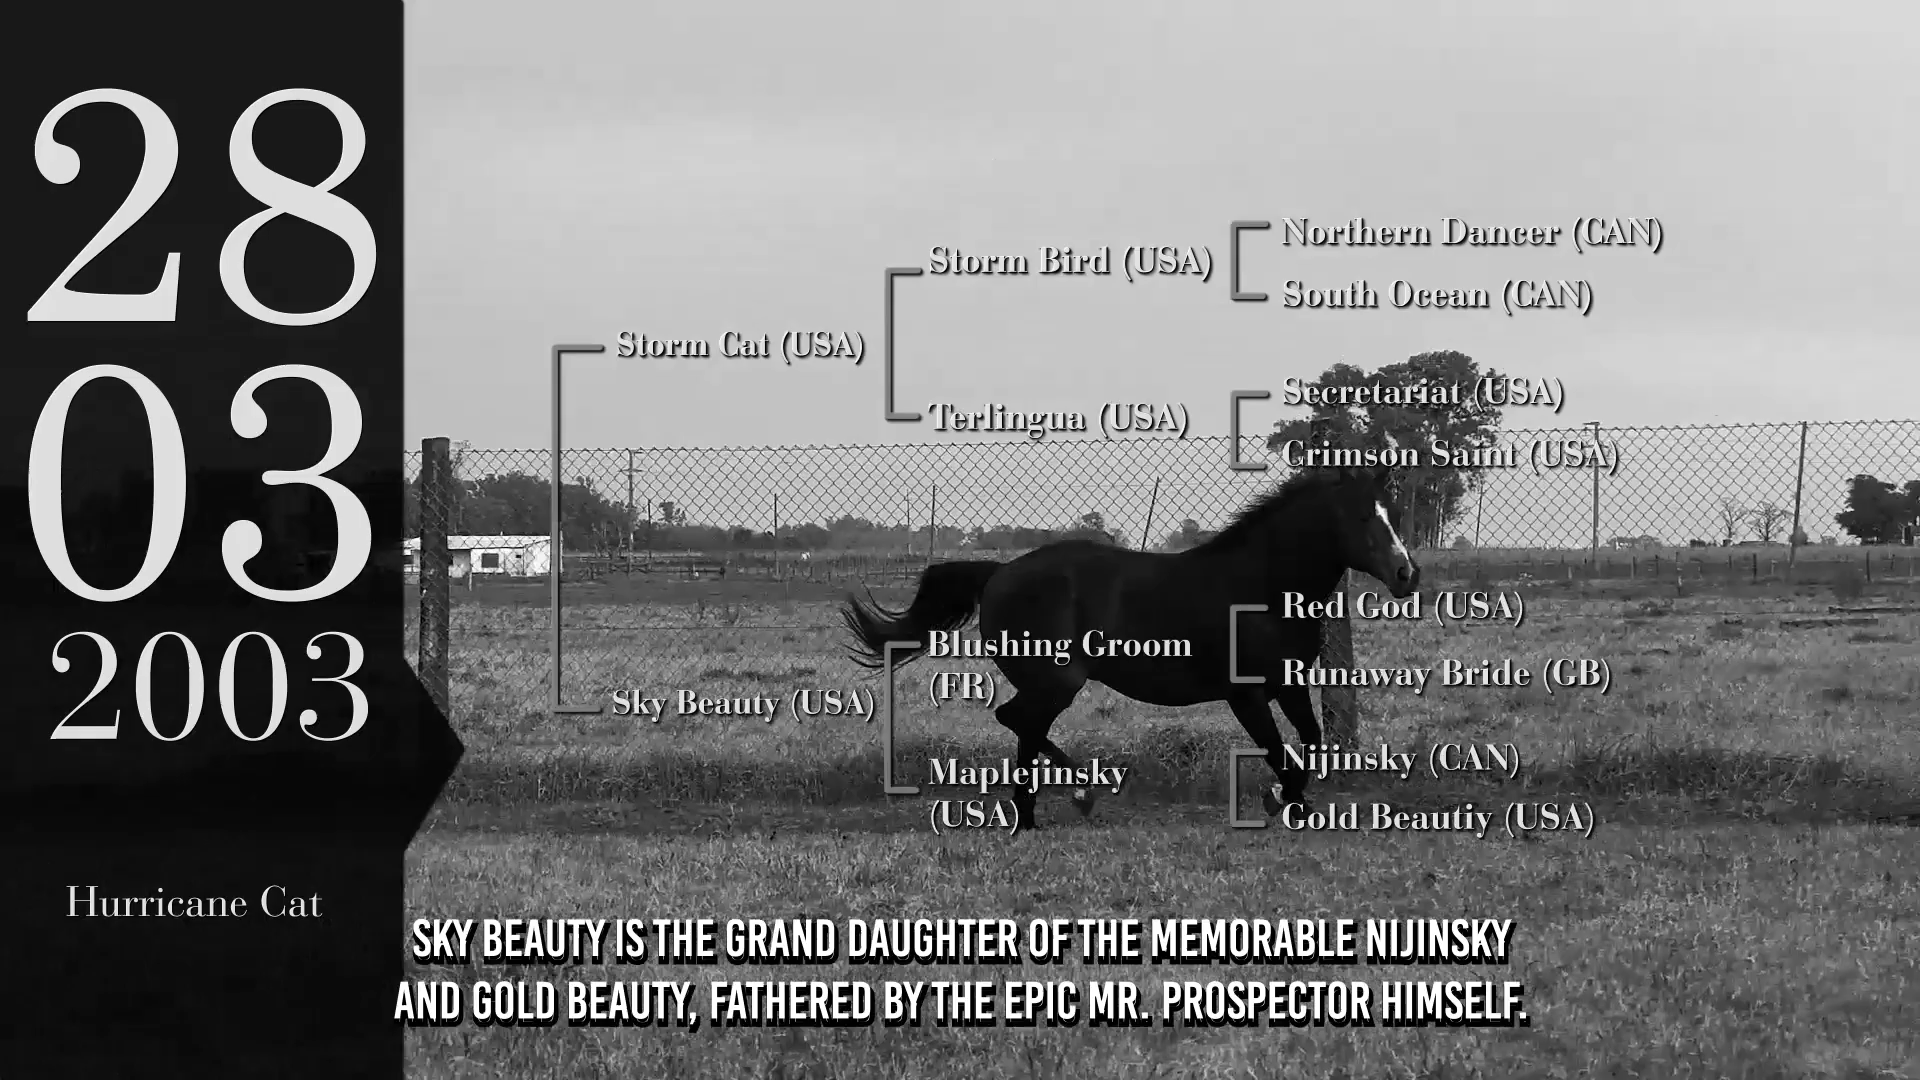 28
03
2003
Hurricane Cat
Storm Cat (USA)
Sky Beauty (USA)
Storm Bird (USA)
Terlingua (USA)
Blushing Groom
(FR)
Maplejinsky
(USA)
Northern Dancer (CAN)
South Ocean (CAN)
Secretariat (USA)
Crimson Saint (USA)
Red God (USA)
Runaway Bride (GB)
Nijinsky (CAN)
Gold Beautiy (USA)
SKY BEAUTY IS THE GRAND DAUGHTER OF THE MEMORABLE NIJINSKY
AND GOLD BEAUTY, FATHERED BY THE EPIC MR. PROSPECTOR HIMSELF.